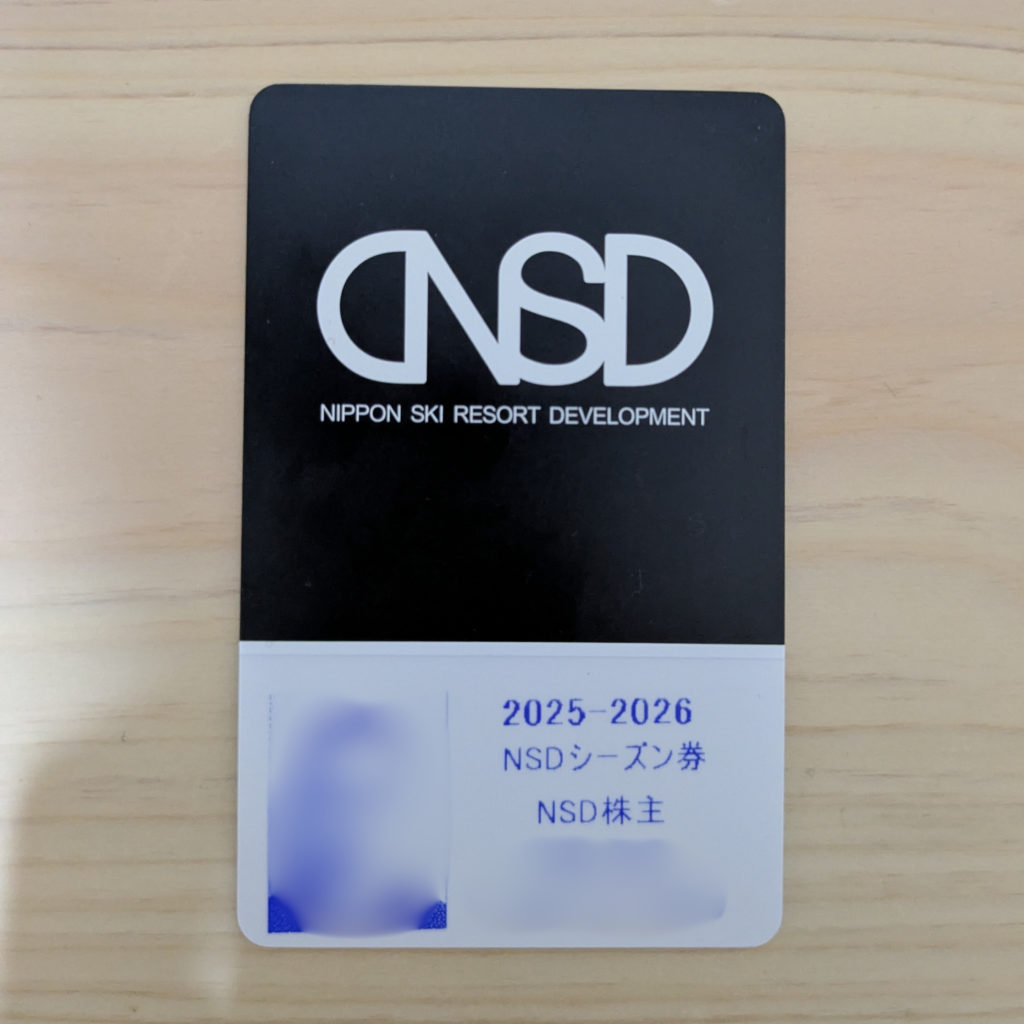 NSD
NIPPON SKI RESORT DEVELOPMENT
2025-2026
NSDシーズン券
NSD株主